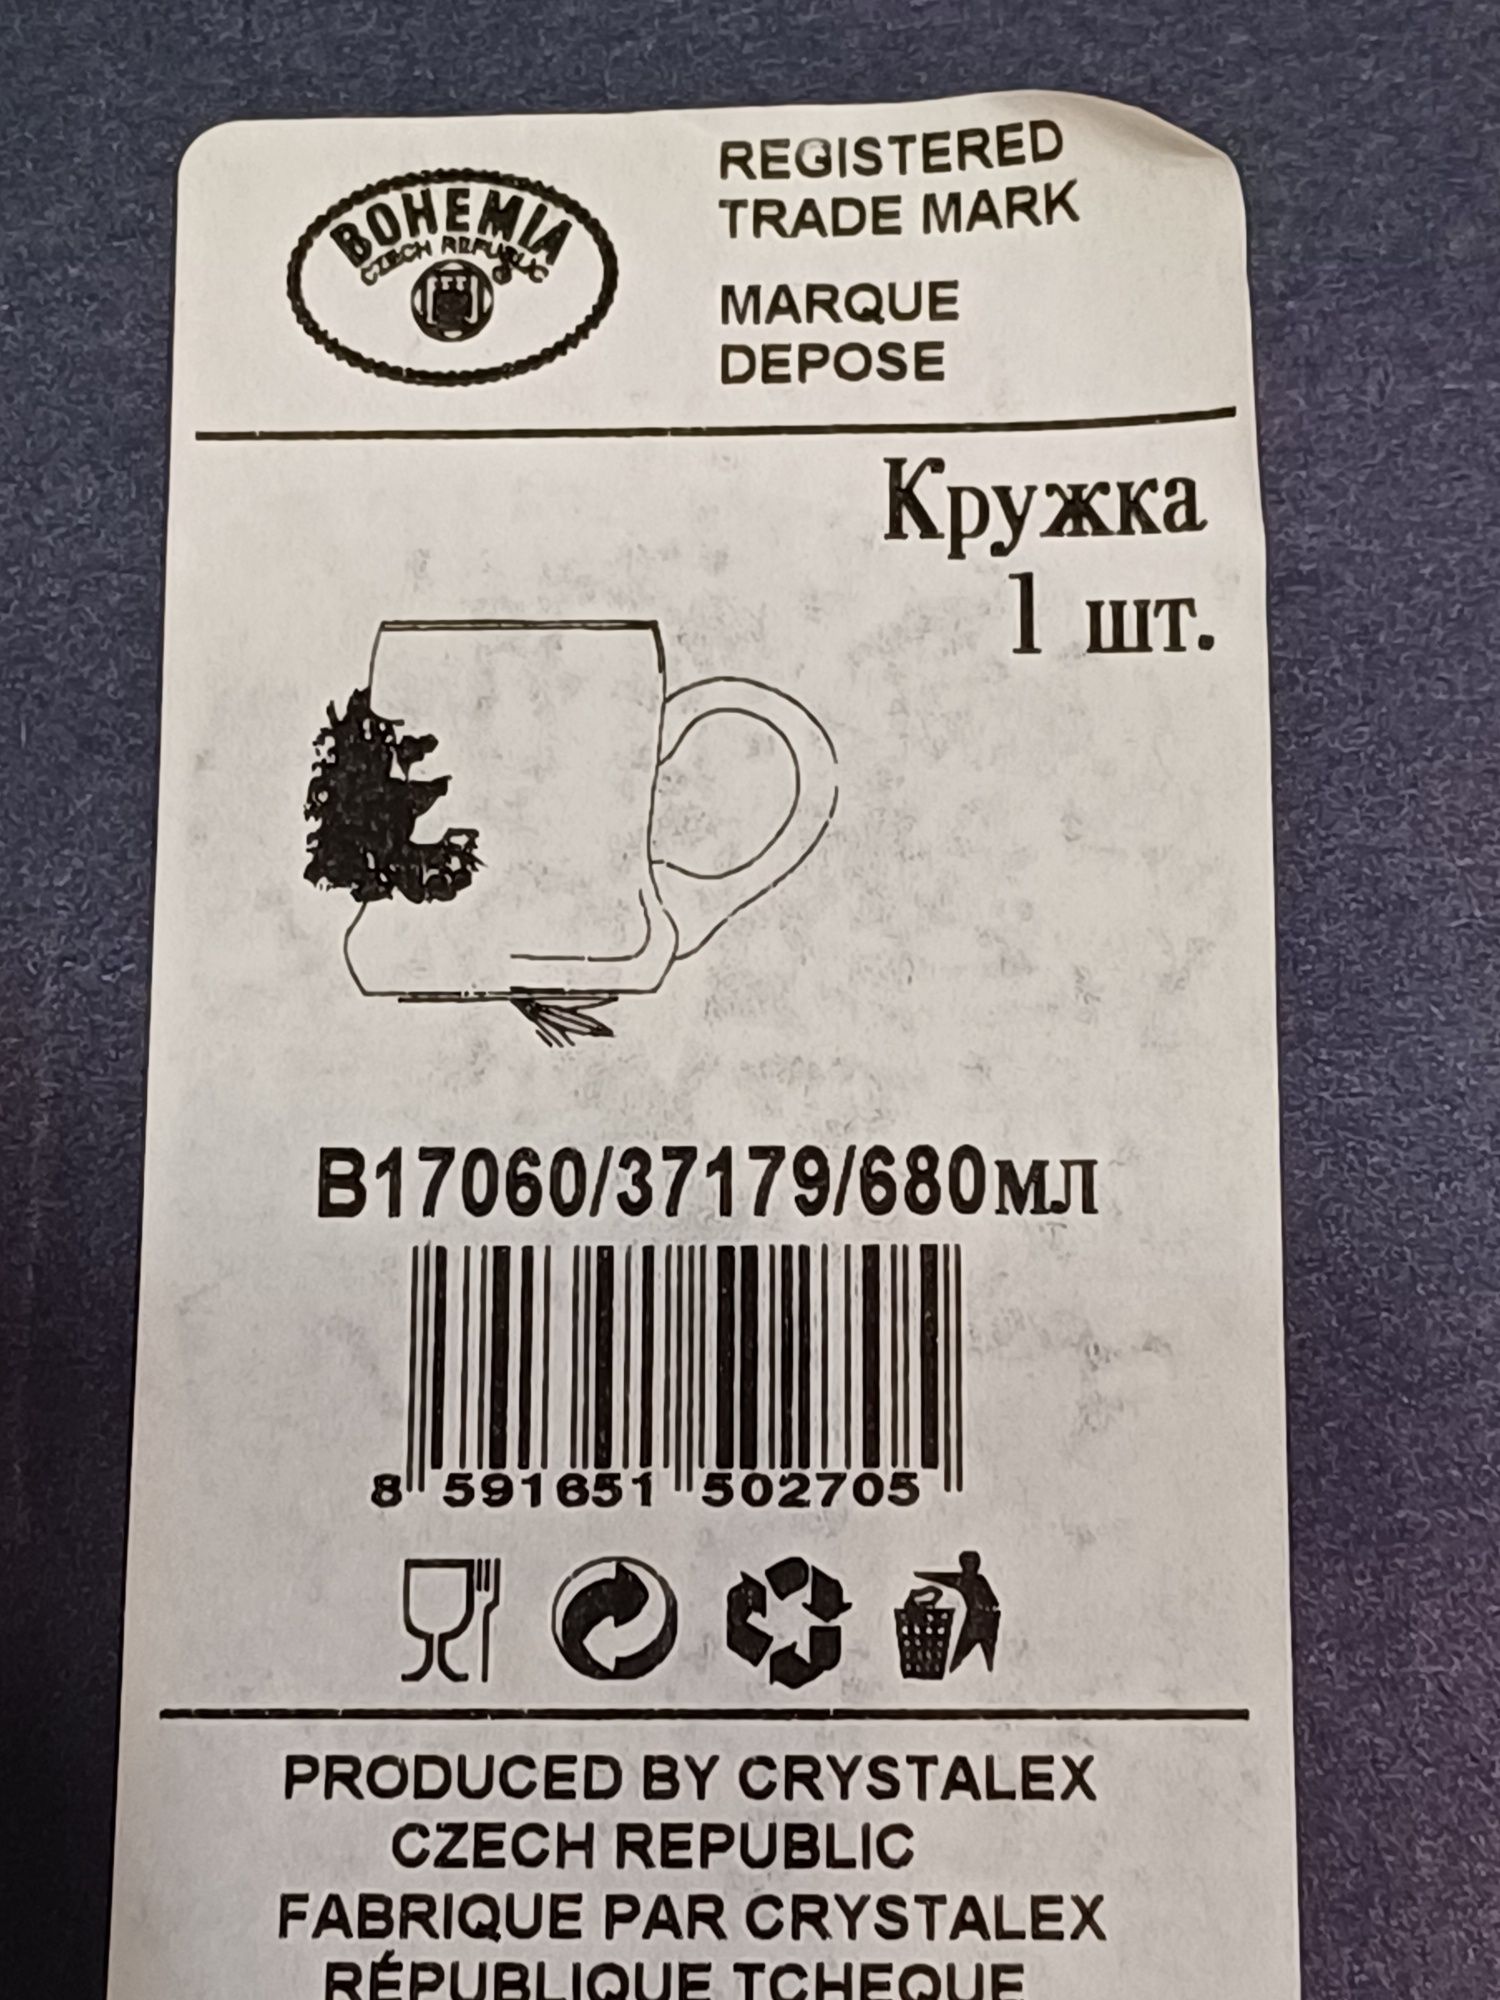 BOHEMIA
CZECH REPUBLIC ®
REGISTERED
TRADE MARK
MARQUE
DEPOSE
Кружка
1 шт.
B17060/37179/680мл
8 591651 502705
PRODUCED BY CRYSTALEX
CZECH REPUBLIC
FABRIQUE PAR CRYSTALEX
RÉPUBLIQUE TCHEQUE